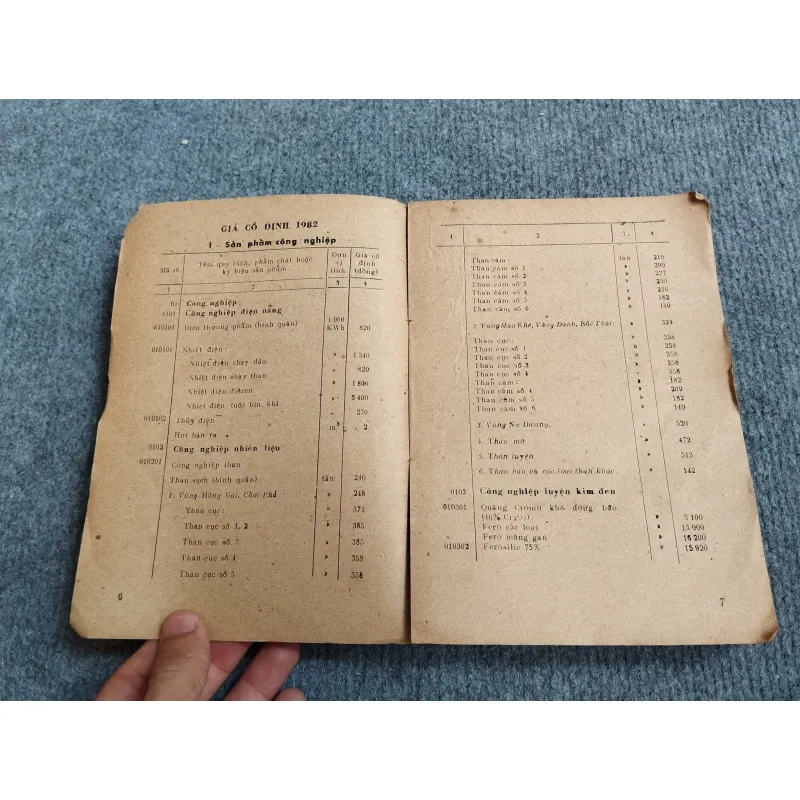 GIÁ CỐ ĐỊNH 1982
I - Sản phẩm công nghiệp
Mã số | Tên, quy cách, phẩm chất hoặc ký hiệu sản phẩm | Đơn vị tính | Giá cố định (đồng)
1 2 3 4
01 Công nghiệp:
0101 Công nghiệp điện năng
010101 Điện thương phẩm (bình quân) 1 000 KWh 820
010101 Nhiệt điện:
Nhiệt điện chạy dầu » 1 340
Nhiệt điện chạy than » 820
Nhiệt điện điêzen » 1 800
Nhiệt điện tuốc bin khí » 3 400
010102 Thủy điện » 270
Hơi bán ra m3 2
0102 Công nghiệp nhiên liệu
010201 Công nghiệp than
Than sạch (bình quân) tấn 240
1. Vùng Hồng Gai, Cẩm Phả » 248
Than cục: » 371
Than cục số 1, 2 » 385
Than cục số 3 » 385
Than cục số 4 » 358
Than cục số 5 » 358
6
1 2 3 4
Than cám: tấn 210
Than cám số 1 » 290
Than cám số 2 » 277
Than cám số 3 » 250
Than cám số 4 » 216
Than cám số 5 » 182
Than cám số 6 » 149
2. Vùng Mạo Khê, Vàng Danh, Bắc Thái: » 324
Than cục: » 358
Than cục số 1 » 358
Than cục số 2 » 358
Than cục số 3 » 358
Than cục số 4 » 358
Than cám: » 182
Than cám số 4 » 209
Than cám số 5 » 182
Than cám số 6 » 149
3. Vùng Na Dương. » 520
4. Than mỡ » 472
5. Than luyện » 513
6. Than bùn và các loại than khác. » 142
0103 Công nghiệp luyện kim đen
010301 Quặng Crômit khô đóng bao
(46% Cr2O3) » 3 100
Ferô các loại » 15 900
Ferô măng gan » 16 200
010302 Ferôsilic 75% » 15 920
7